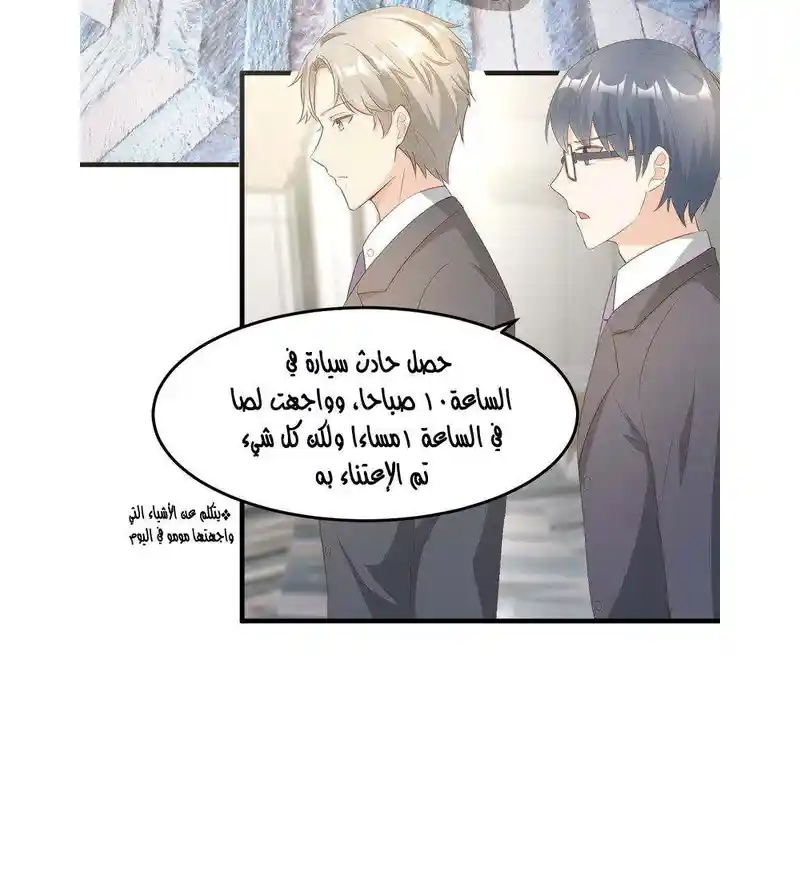 حصل حادث سيارة في
الساعة ١٠ صباحا، وواجهت لصا
في الساعة ١ مساءا ولكن كل شيء
تم الإعتناء به
❖يتكلم عن الأشياء التي
واجهتها مومو في اليوم